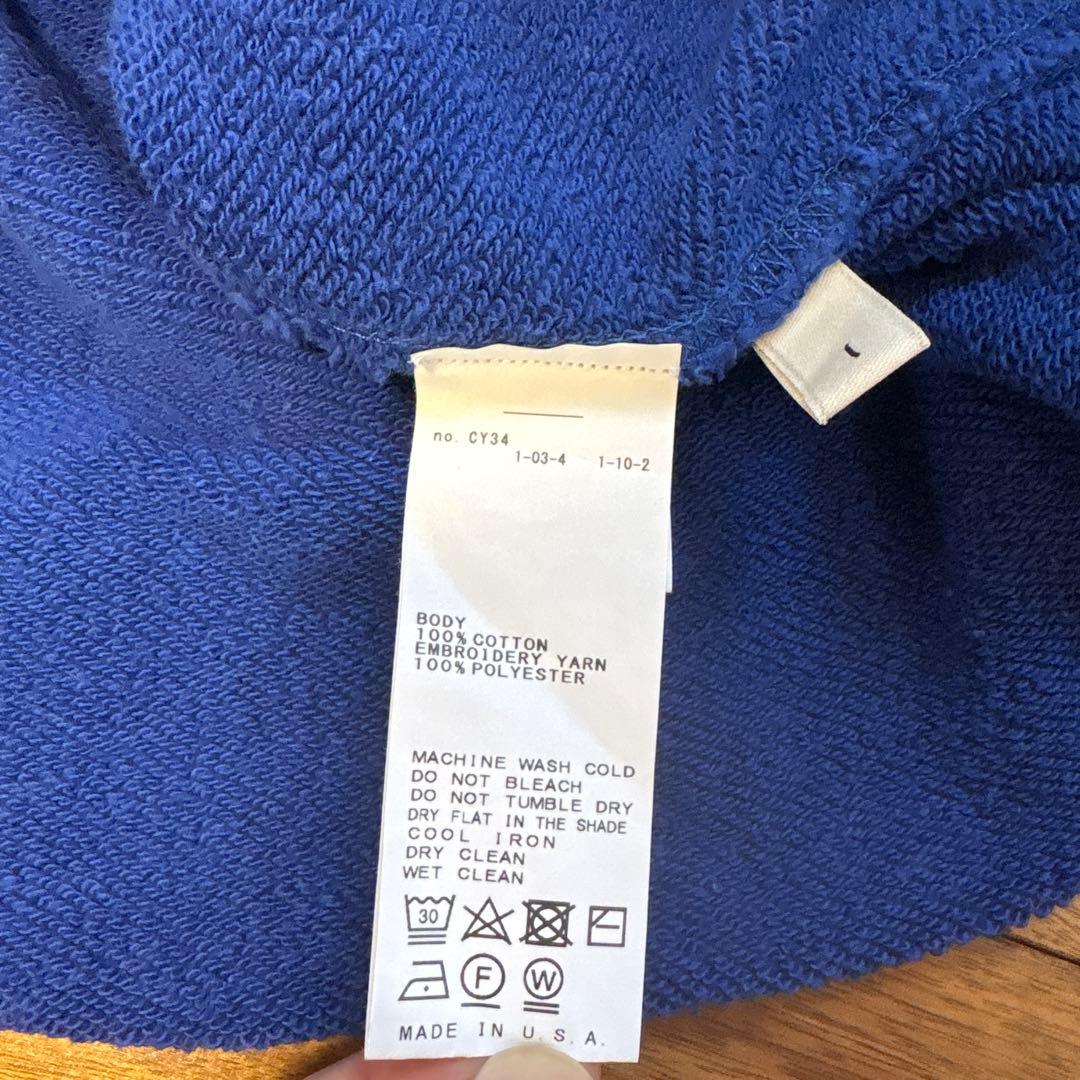 no. CY34
1-03-4 1-10-2
BODY
100% COTTON
EMBROIDERY YARN
100% POLYESTER
MACHINE WASH COLD
DO NOT BLEACH
DO NOT TUMBLE DRY
DRY FLAT IN THE SHADE
COOL IRON
DRY CLEAN
WET CLEAN
30
F W
MADE IN U.S.A.